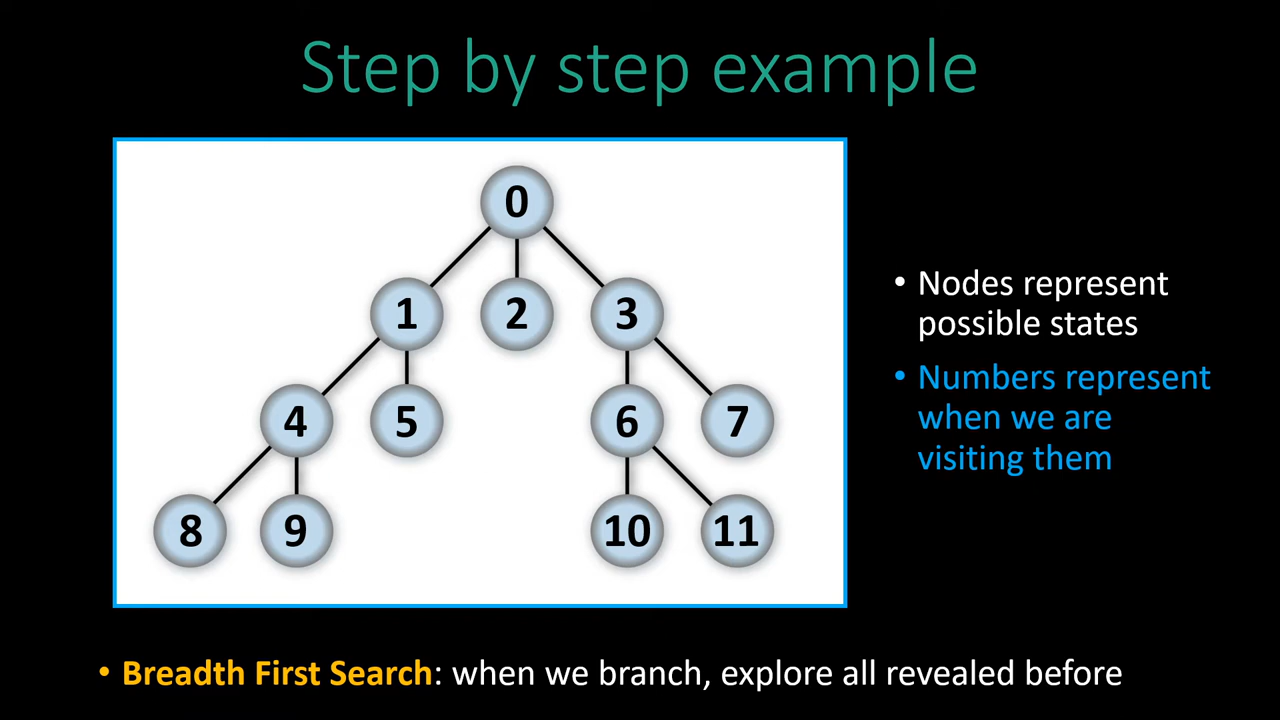 Step by step example
0
1 2 3
4 5 6 7
8 9 10 11
• Nodes represent
possible states
• Numbers represent
when we are
visiting them
• Breadth First Search: when we branch, explore all revealed before